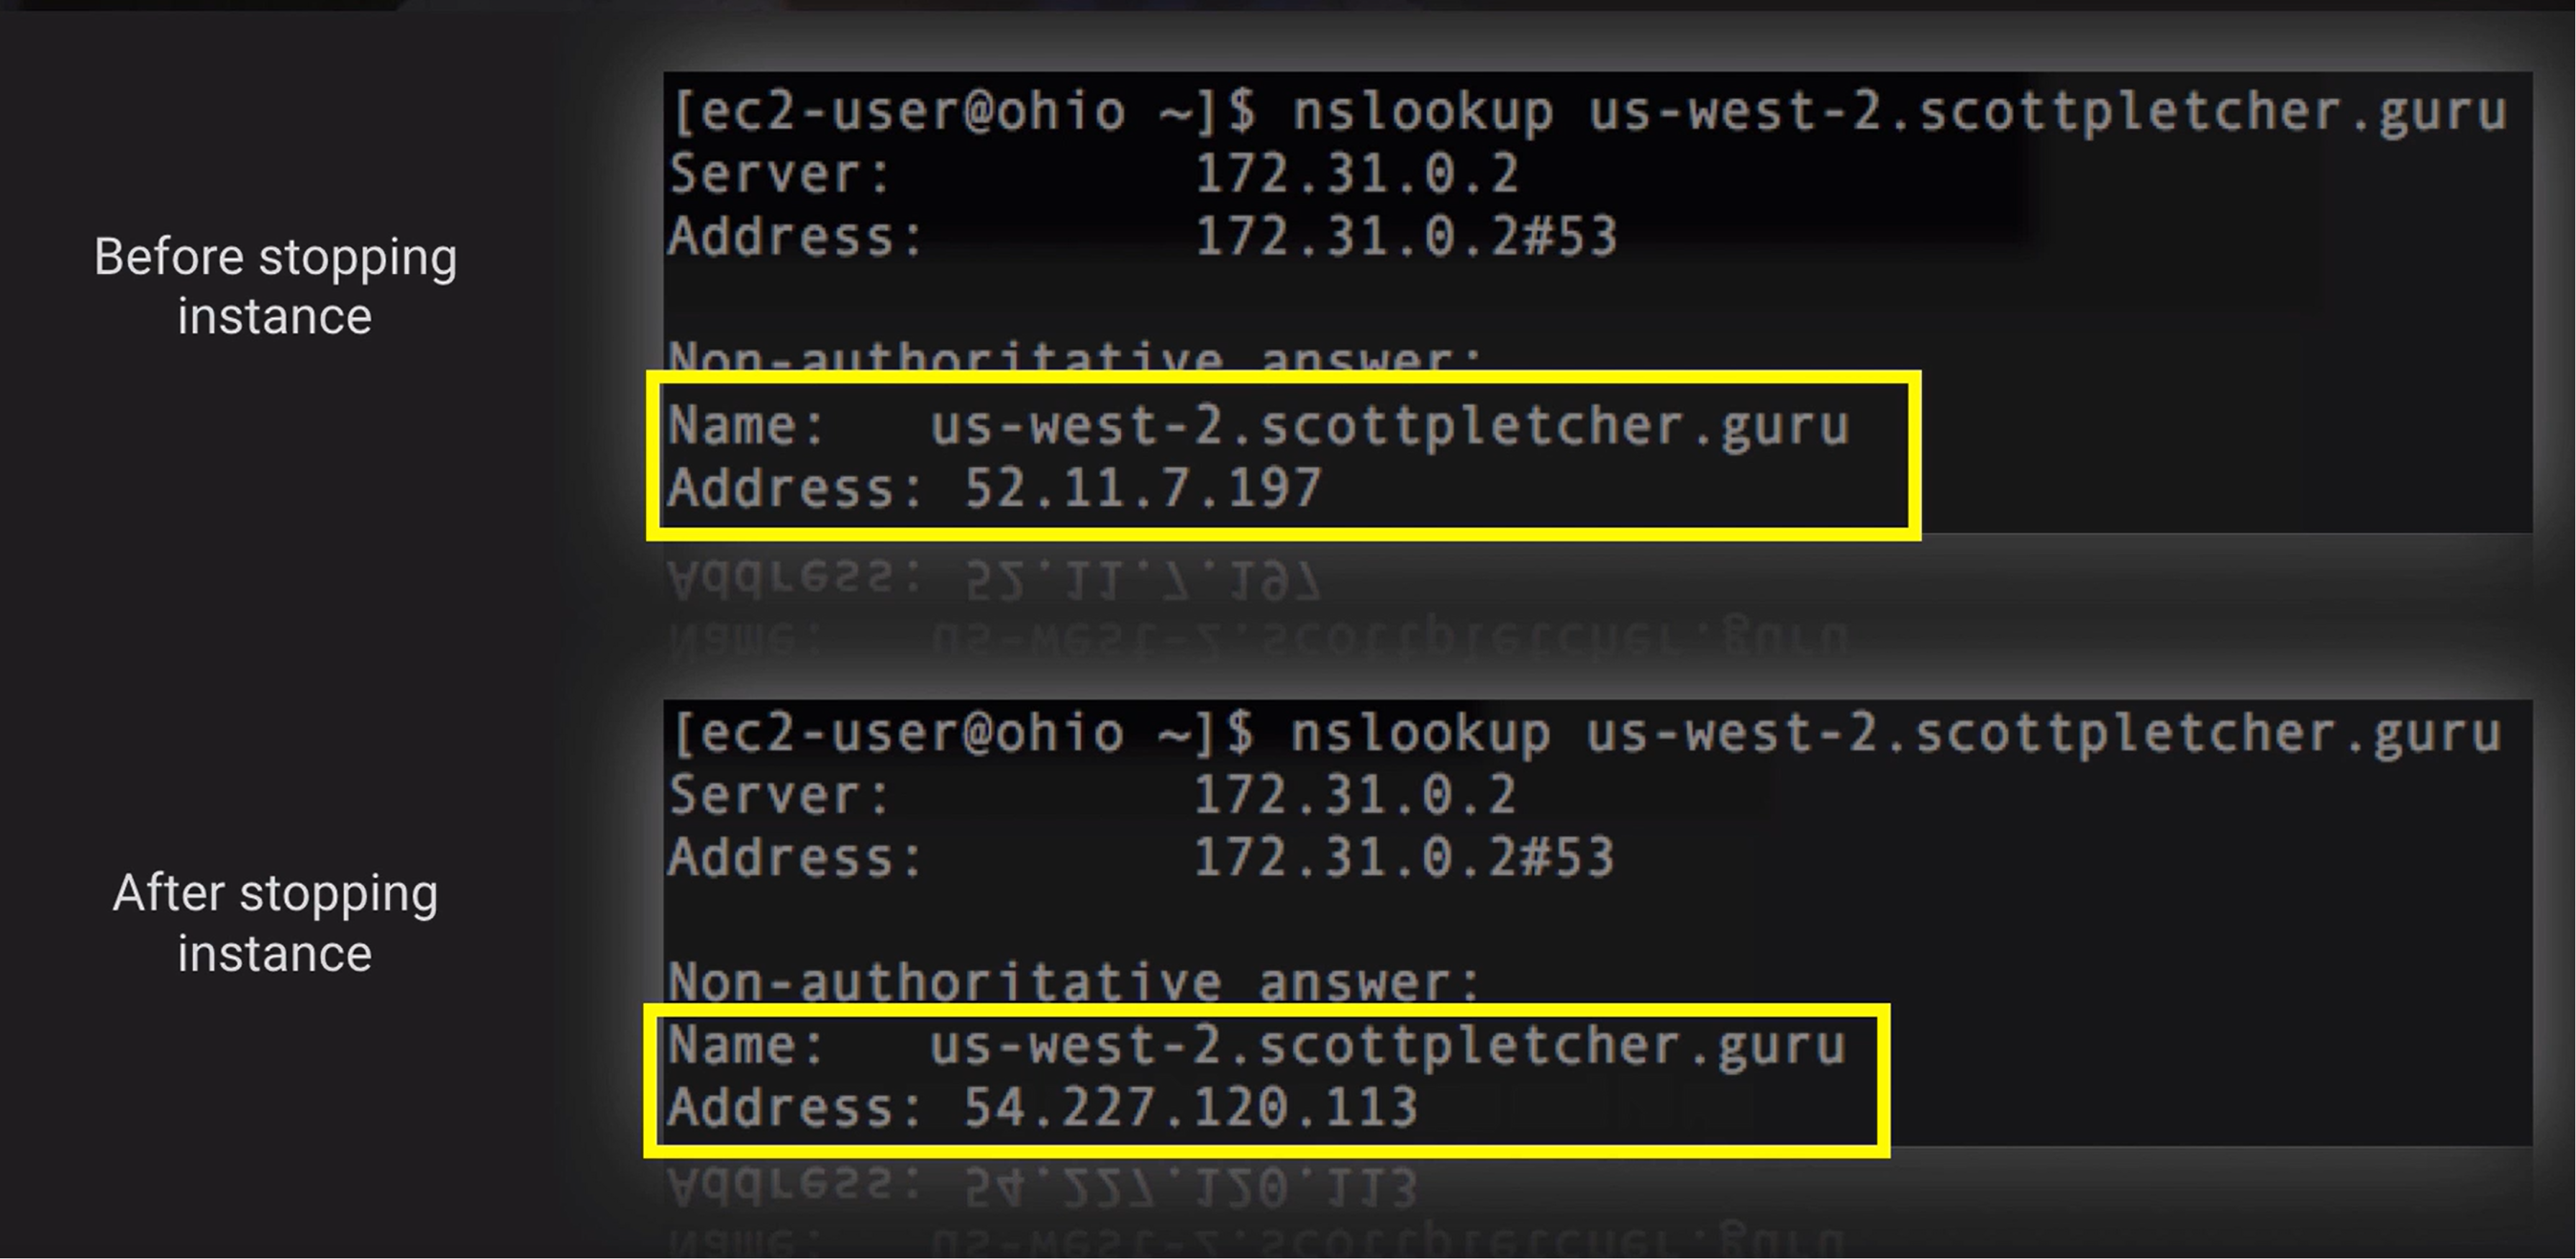 Before stopping
instance
[ec2-user@ohio ~]$ nslookup us-west-2.scottpletcher.guru
Server: 172.31.0.2
Address: 172.31.0.2#53
Non-authoritative answer:
Name: us-west-2.scottpletcher.guru
Address: 52.11.7.197
After stopping
instance
[ec2-user@ohio ~]$ nslookup us-west-2.scottpletcher.guru
Server: 172.31.0.2
Address: 172.31.0.2#53
Non-authoritative answer:
Name: us-west-2.scottpletcher.guru
Address: 54.227.120.113